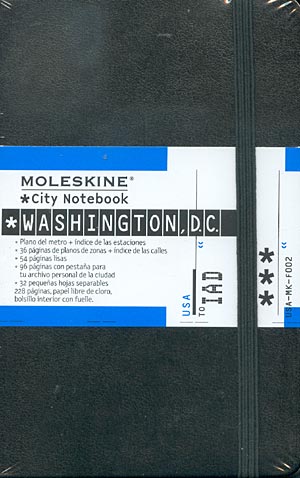 MOLESKINE®
*City Notebook
*WASHINGTON, D.C.
• Plano del metro + índice de las estaciones
• 36 páginas de planos de zonas + índice de las calles
• 54 páginas lisas
• 96 páginas con pestaña para
tu archivo personal de la ciudad
• 32 pequeñas hojas separables
228 páginas, papel libre de cloro,
bolsillo interior con fuelle.
USA
TO IAD
«
***
«
USA-MK-F002